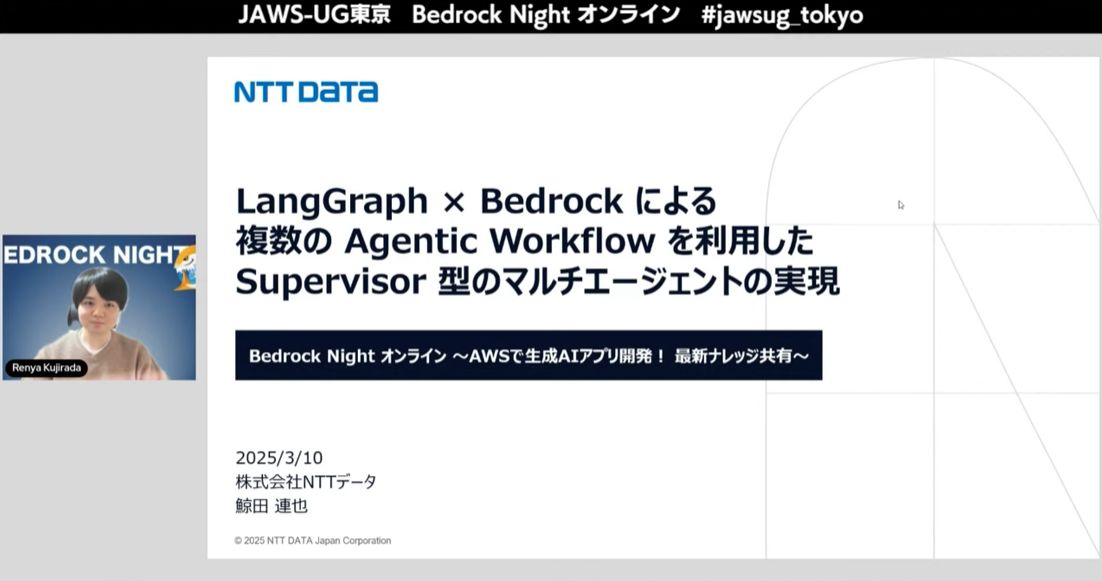 JAWS-UG東京 Bedrock Night オンライン #jawsug_tokyo
NTT DATA
LangGraph × Bedrock による
複数の Agentic Workflow を利用した
Supervisor 型のマルチエージェントの実現
EDROCK NIGHT
Renya Kujirada
Bedrock Night オンライン ～AWSで生成AIアプリ開発！ 最新ナレッジ共有～
2025/3/10
株式会社NTTデータ
鯨田 連也
© 2025 NTT DATA Japan Corporation